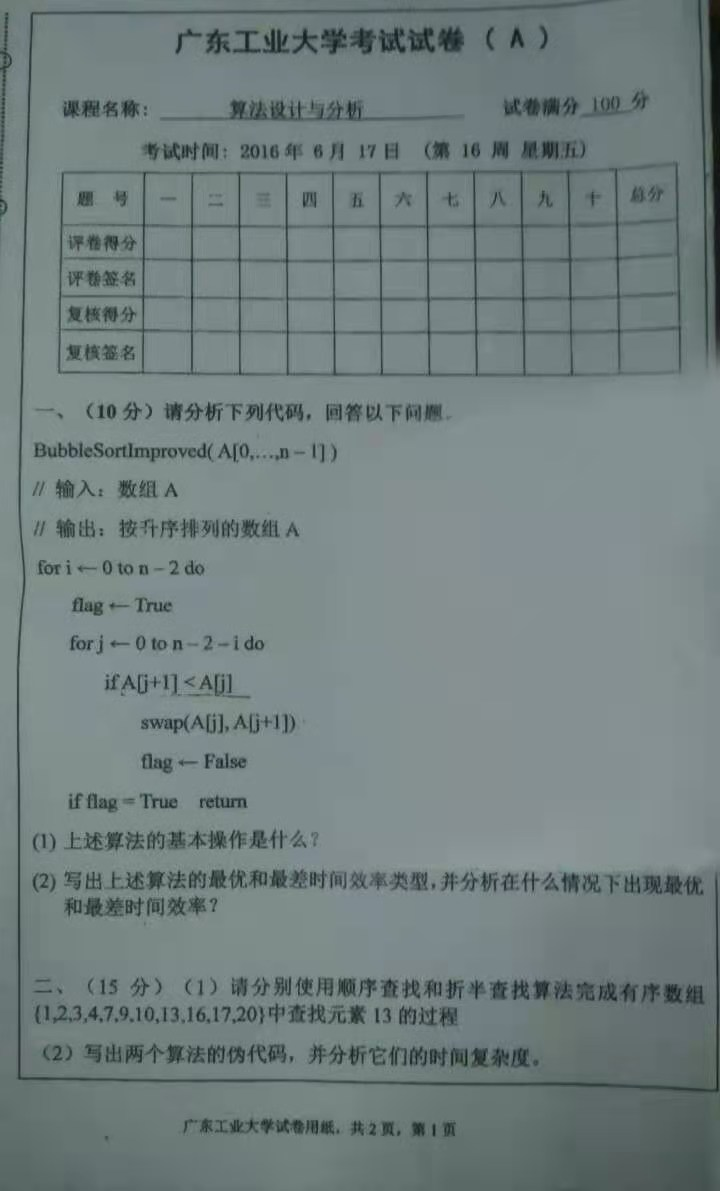 广东工业大学考试试卷 ( A )
课程名称: 算法设计与分析 试卷满分 100 分
考试时间: 2016 年 6 月 17 日 (第 16 周 星期五)
题 号 一 二 三 四 五 六 七 八 九 十 总分
评卷得分
评卷签名
复核得分
复核签名
一、(10 分) 请分析下列代码，回答以下问题。
BubbleSortImproved( A[0,…,n – 1] )
// 输入：数组 A
// 输出：按升序排列的数组 A
for i ← 0 to n – 2 do
flag ← True
for j ← 0 to n – 2 – i do
if A[j+1] < A[j]
swap(A[j], A[j+1])
flag ← False
if flag = True return
(1) 上述算法的基本操作是什么？
(2) 写出上述算法的最优和最差时间效率类型，并分析在什么情况下出现最优
和最差时间效率？
二、(15 分) (1) 请分别使用顺序查找和折半查找算法完成有序数组
{1,2,3,4,7,9,10,13,16,17,20}中查找元素 13 的过程
(2) 写出两个算法的伪代码，并分析它们的时间复杂度。
广东工业大学试卷用纸，共 2 页，第 1 页